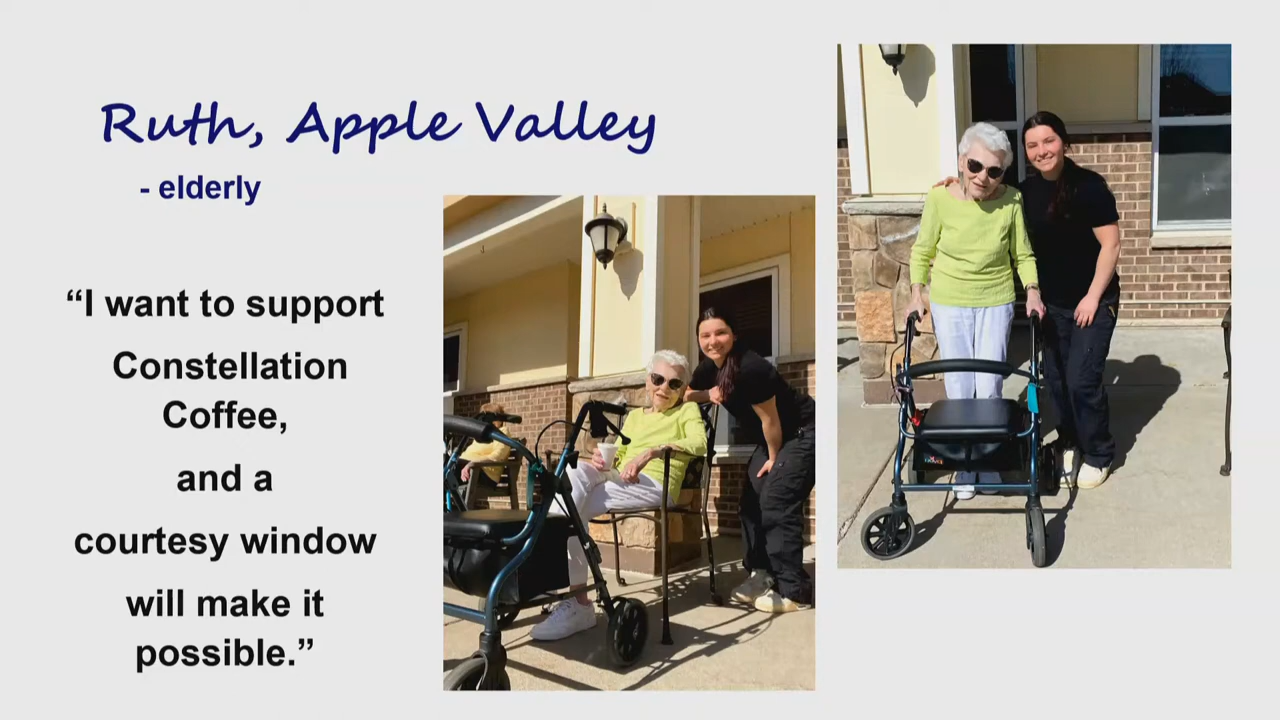 Ruth, Apple Valley
- elderly
“I want to support
Constellation
Coffee,
and a
courtesy window
will make it
possible.”